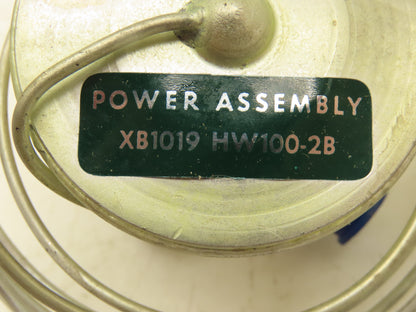 POWER ASSEMBLY
XB1019 HW100-2B